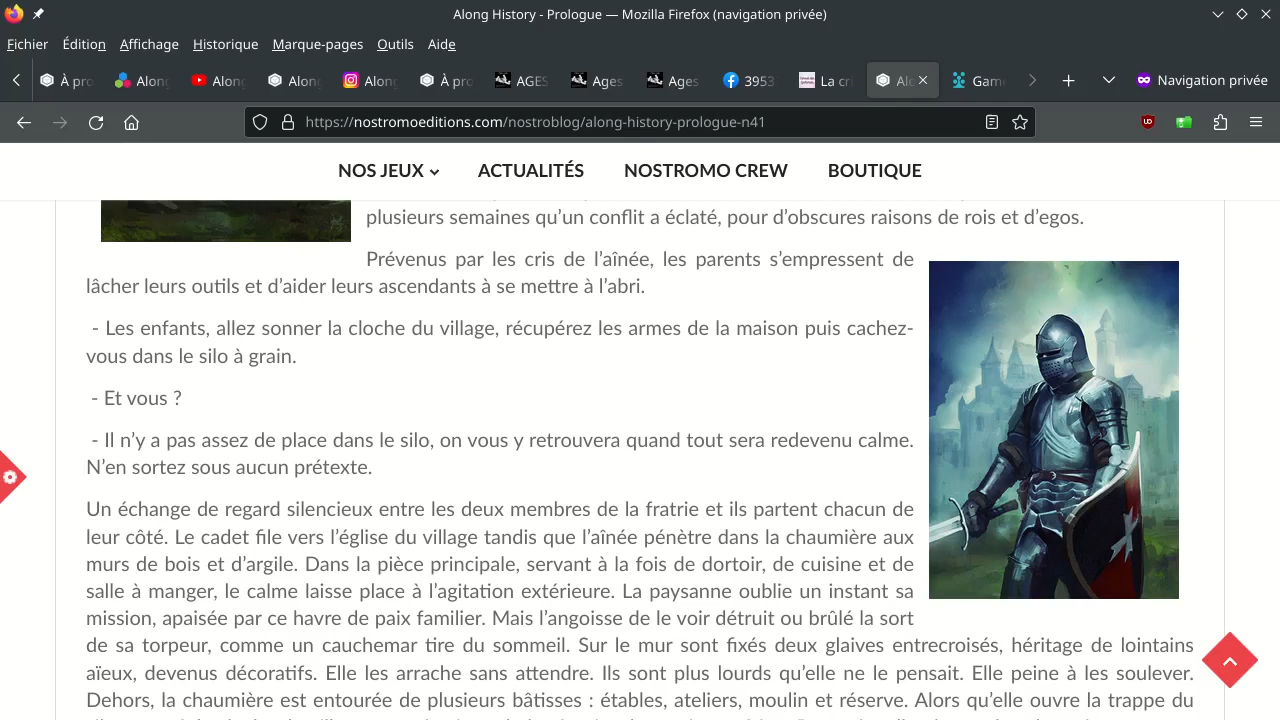 Along History - Prologue — Mozilla Firefox (navigation privée)
Fichier Édition Affichage Historique Marque-pages Outils Aide
À pro Along Along Along Along À pro AGES Ages Ages 3953 La cri Alo Game Navigation privée
https://nostromoeditions.com/nostroblog/along-history-prologue-n41
NOS JEUX ACTUALITÉS NOSTROMO CREW BOUTIQUE
plusieurs semaines qu’un conflit a éclaté, pour d’obscures raisons de rois et d’egos.
Prévenus par les cris de l’aînée, les parents s’empressent de
lâcher leurs outils et d’aider leurs ascendants à se mettre à l’abri.
- Les enfants, allez sonner la cloche du village, récupérez les armes de la maison puis cachez-
vous dans le silo à grain.
- Et vous ?
- Il n’y a pas assez de place dans le silo, on vous y retrouvera quand tout sera redevenu calme.
N’en sortez sous aucun prétexte.
Un échange de regard silencieux entre les deux membres de la fratrie et ils partent chacun de
leur côté. Le cadet file vers l’église du village tandis que l’aînée pénètre dans la chaumière aux
murs de bois et d’argile. Dans la pièce principale, servant à la fois de dortoir, de cuisine et de
salle à manger, le calme laisse place à l’agitation extérieure. La paysanne oublie un instant sa
mission, apaisée par ce havre de paix familier. Mais l’angoisse de le voir détruit ou brûlé la sort
de sa torpeur, comme un cauchemar tire du sommeil. Sur le mur sont fixés deux glaives entrecroisés, héritage de lointains
aïeux, devenus décoratifs. Elle les arrache sans attendre. Ils sont plus lourds qu’elle ne le pensait. Elle peine à les soulever.
Dehors, la chaumière est entourée de plusieurs bâtisses : étables, ateliers, moulin et réserve. Alors qu’elle ouvre la trappe du